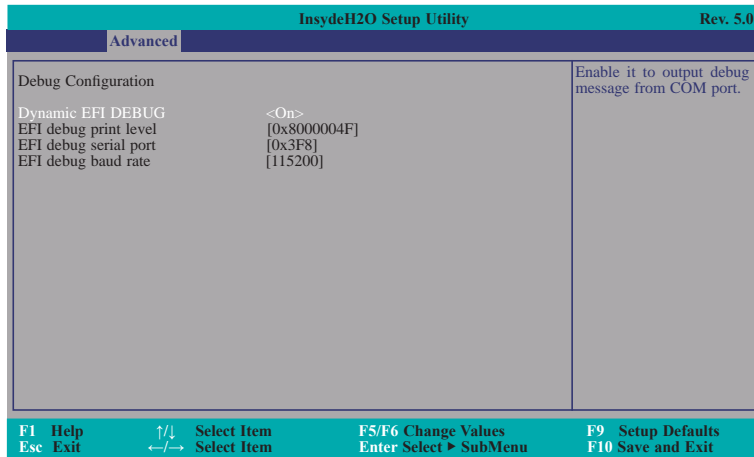 InsydeH2O Setup Utility Rev. 5.0
Advanced
Debug Configuration
Dynamic EFI DEBUG <On>
EFI debug print level [0x8000004F]
EFI debug serial port [0x3F8]
EFI debug baud rate [115200]
Enable it to output debug
message from COM port.
F1 Help ↑/↓ Select Item F5/F6 Change Values F9 Setup Defaults
Esc Exit ←/→ Select Item Enter Select ▶ SubMenu F10 Save and Exit